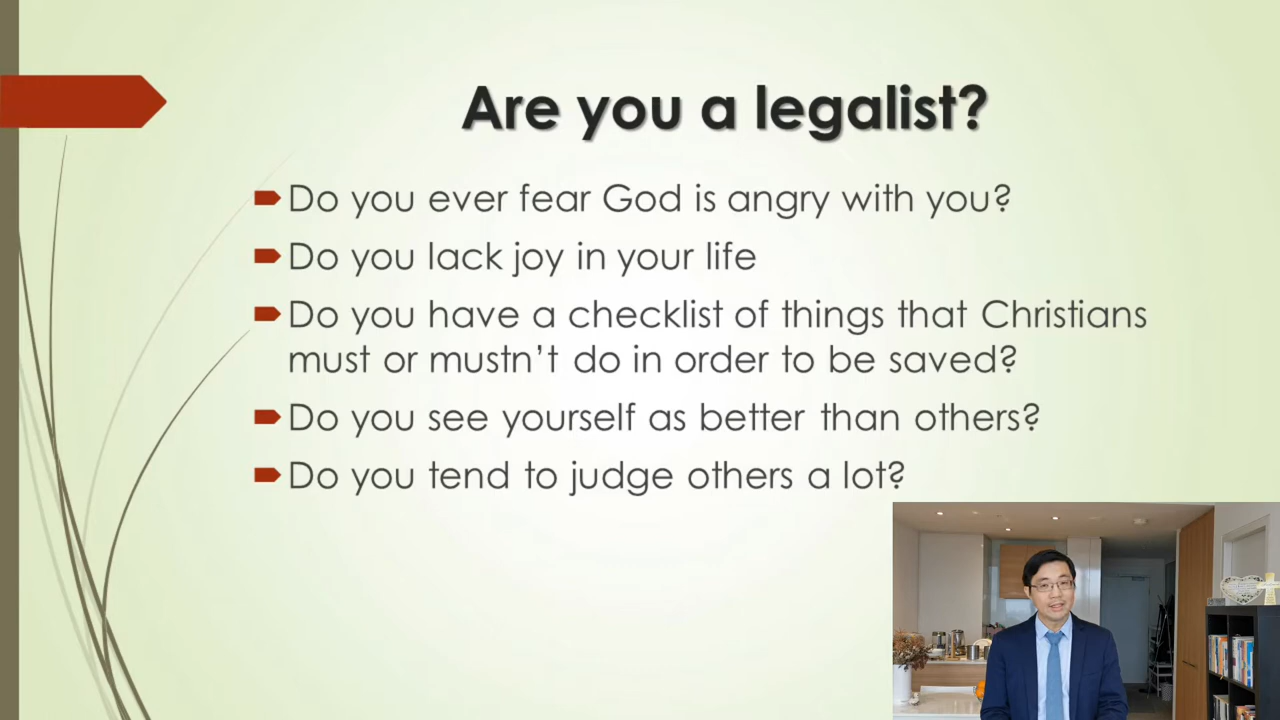 Are you a legalist?
Do you ever fear God is angry with you?
Do you lack joy in your life
Do you have a checklist of things that Christians
must or mustn’t do in order to be saved?
Do you see yourself as better than others?
Do you tend to judge others a lot?